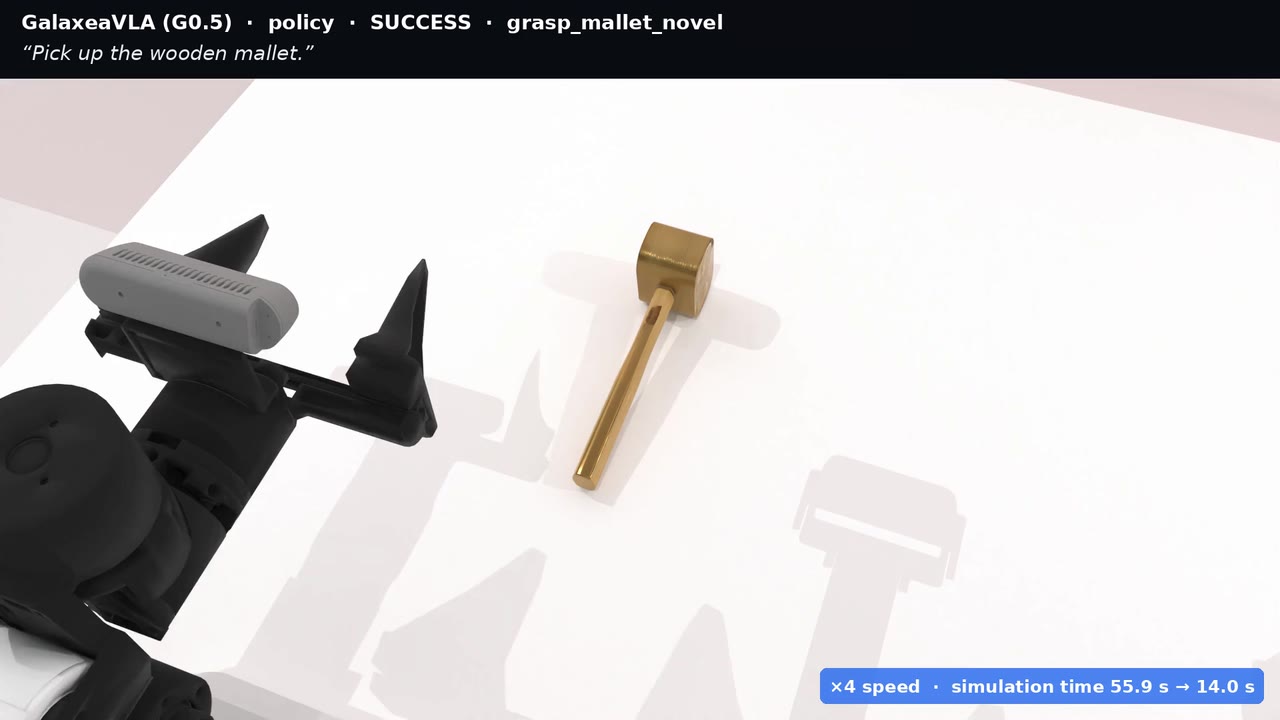 GalaxeaVLA (G0.5)  ·  policy  ·  SUCCESS  ·  grasp_mallet_novel
“Pick up the wooden mallet.”
×4 speed  ·  simulation time 55.9 s → 14.0 s